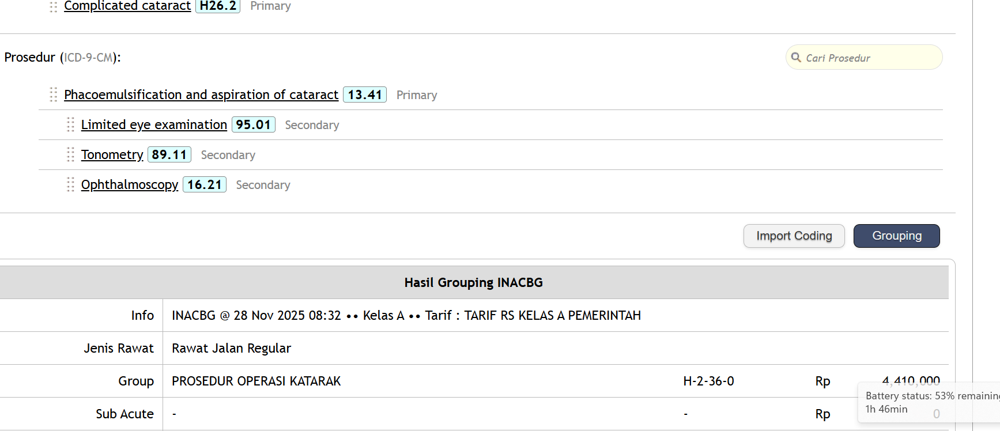 Complicated cataract H26.2 Primary
Prosedur (ICD-9-CM):
Cari Prosedur
Phacoemulsification and aspiration of cataract 13.41 Primary
Limited eye examination 95.01 Secondary
Tonometry 89.11 Secondary
Ophthalmoscopy 16.21 Secondary
Import Coding Grouping
Hasil Grouping INACBG
Info INACBG @ 28 Nov 2025 08:32 •• Kelas A •• Tarif : TARIF RS KELAS A PEMERINTAH
Jenis Rawat Rawat Jalan Regular
Group PROSEDUR OPERASI KATARAK H-2-36-0 Rp 4,410,000
Sub Acute - - Rp 0
Battery status: 53% remaining
1h 46min